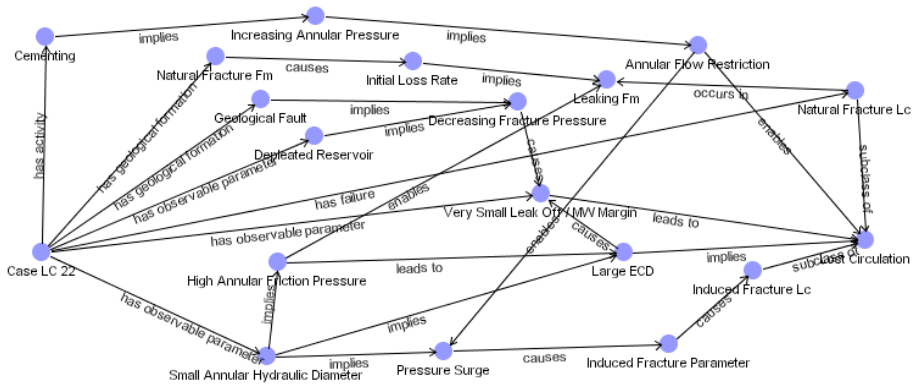 implies
Increasing Annular Pressure
implies
Cementing
Annular Flow Restriction
Natural Fracture Fm
causes
Initial Loss Rate
implies
Leaking Fm
occurs in
Natural Fracture Lc
has activity
has geological formation
Geological Fault
implies
Decreasing Fracture Pressure
enables
has geological formation
Depleated Reservoir
implies
causes
subclass of
has observable parameter
has failure
enables
Very Small Leak Off / MW Margin
leads to
has observable parameter
enables
causes
implies
Lost Circulation
Case LC 22
High Annular Friction Pressure
leads to
Large ECD
subclass of
Induced Fracture Lc
has observable parameter
implies
implies
causes
Small Annular Hydraulic Diameter
implies
Pressure Surge
causes
Induced Fracture Parameter